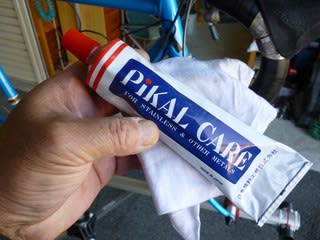 PiKAL CARE
FOR STAINLESS & OTHER METALS